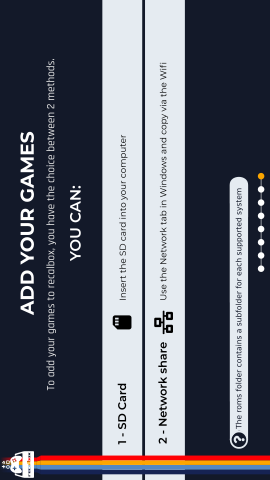 ADD YOUR GAMES
To add your games to recalbox, you have the choice between 2 methods.
YOU CAN:
1 - SD Card
Insert the SD card into your computer
2 - Network share
Use the Network tab in Windows and copy via the Wifi
? The roms folder contains a subfolder for each supported system